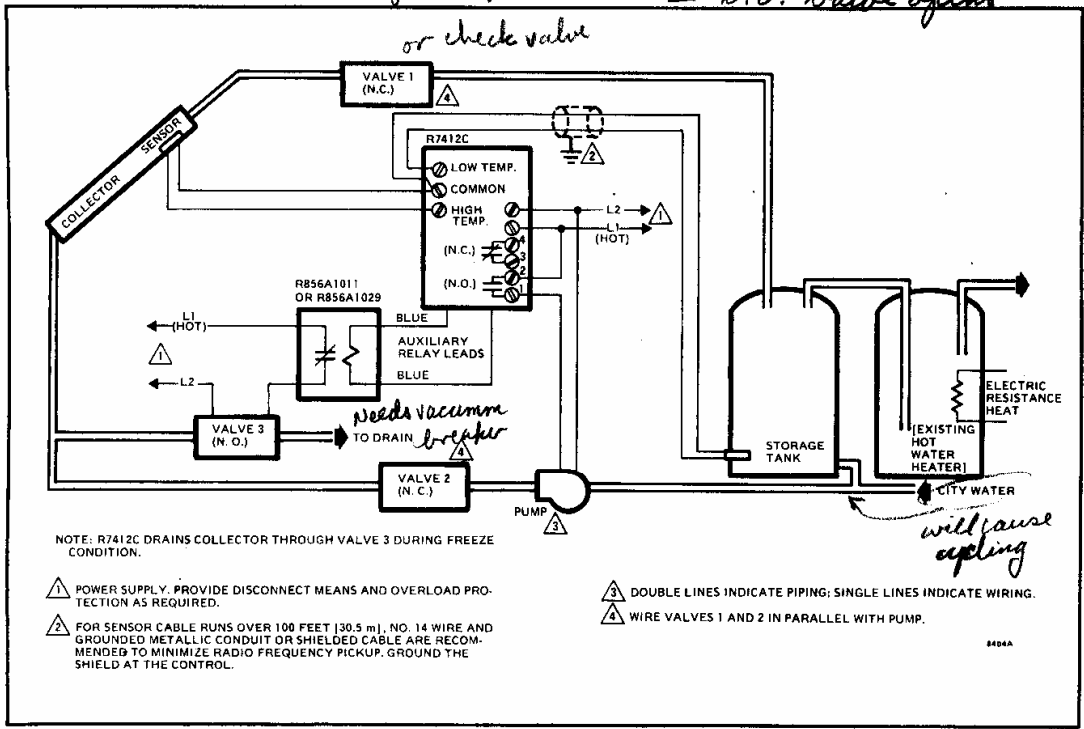 valve opens
or check valve
VALVE 1
(N.C.)
4
SENSOR
COLLECTOR
R7412C
2
LOW TEMP.
COMMON
HIGH
TEMP.
L2
1
L1
(HOT)
(N.C.)
4
3
(N.O.)
2
1
R856A1011
OR R856A1029
L1
(HOT)
BLUE
AUXILIARY
RELAY LEADS
1
L2
BLUE
ELECTRIC
RESISTANCE
HEAT
VALVE 3
(N.O.)
Needs vacumm
TO DRAIN breaker
4
STORAGE
TANK
[EXISTING
HOT
WATER
HEATER]
VALVE 2
(N.C.)
PUMP
3
CITY WATER
will cause
cycling
NOTE: R7412C DRAINS COLLECTOR THROUGH VALVE 3 DURING FREEZE
CONDITION.
1 POWER SUPPLY. PROVIDE DISCONNECT MEANS AND OVERLOAD PRO-
TECTION AS REQUIRED.
2 FOR SENSOR CABLE RUNS OVER 100 FEET [30.5 m], NO. 14 WIRE AND
GROUNDED METALLIC CONDUIT OR SHIELDED CABLE ARE RECOM-
MENDED TO MINIMIZE RADIO FREQUENCY PICKUP. GROUND THE
SHIELD AT THE CONTROL.
3 DOUBLE LINES INDICATE PIPING; SINGLE LINES INDICATE WIRING.
4 WIRE VALVES 1 AND 2 IN PARALLEL WITH PUMP.
8404A